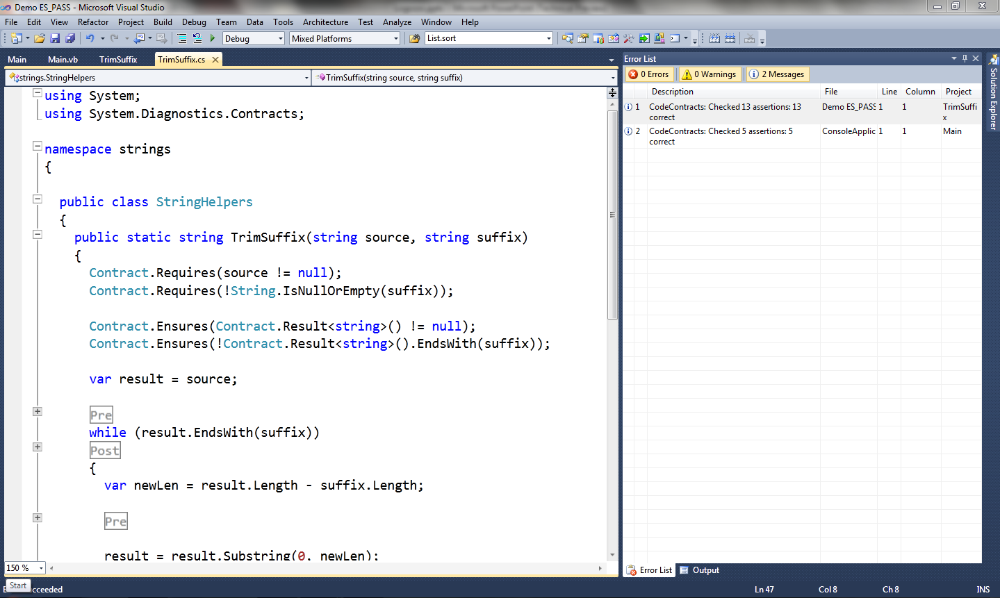 Demo ES_PASS - Microsoft Visual Studio
File Edit View Refactor Project Build Debug Team Data Tools Architecture Test Analyze Window Help
Debug Mixed Platforms List.sort
Main Main.vb TrimSuffix TrimSuffix.cs
strings.StringHelpers TrimSuffix(string source, string suffix)
using System;
using System.Diagnostics.Contracts;
namespace strings
{
public class StringHelpers
{
public static string TrimSuffix(string source, string suffix)
{
Contract.Requires(source != null);
Contract.Requires(!String.IsNullOrEmpty(suffix));
Contract.Ensures(Contract.Result<string>() != null);
Contract.Ensures(!Contract.Result<string>().EndsWith(suffix));
var result = source;
Pre
while (result.EndsWith(suffix))
Post
{
var newLen = result.Length - suffix.Length;
Pre
result = result.Substring(0, newLen);
150 %
Error List
0 Errors 0 Warnings 2 Messages
Description File Line Column Project
1 CodeContracts: Checked 13 assertions: 13 Demo ES_PASS 1 1 TrimSuffi
correct x
2 CodeContracts: Checked 5 assertions: 5 ConsoleApplic 1 1 Main
correct
Error List Output
Solution Explorer
Start
cceeded Ln 47 Col 8 Ch 8 INS